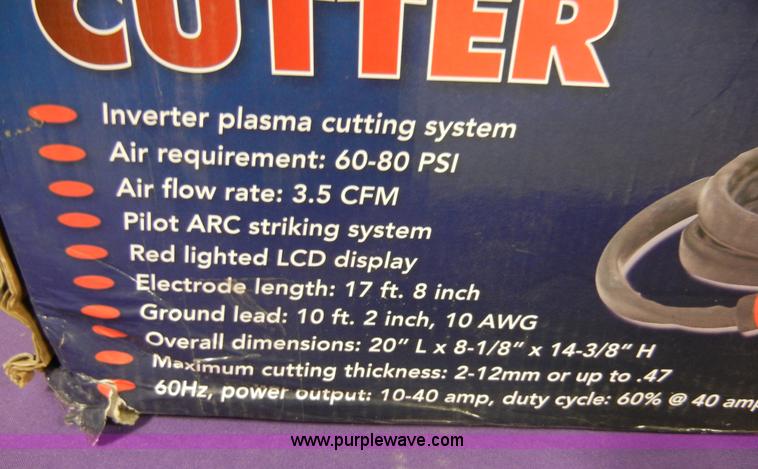 CUTTER
Inverter plasma cutting system
Air requirement: 60-80 PSI
Air flow rate: 3.5 CFM
Pilot ARC striking system
Red lighted LCD display
Electrode length: 17 ft. 8 inch
Ground lead: 10 ft. 2 inch, 10 AWG
Overall dimensions: 20" L x 8-1/8" x 14-3/8" H
Maximum cutting thickness: 2-12mm or up to .47
60Hz, power output: 10-40 amp, duty cycle: 60% @ 40 amp
www.purplewave.com